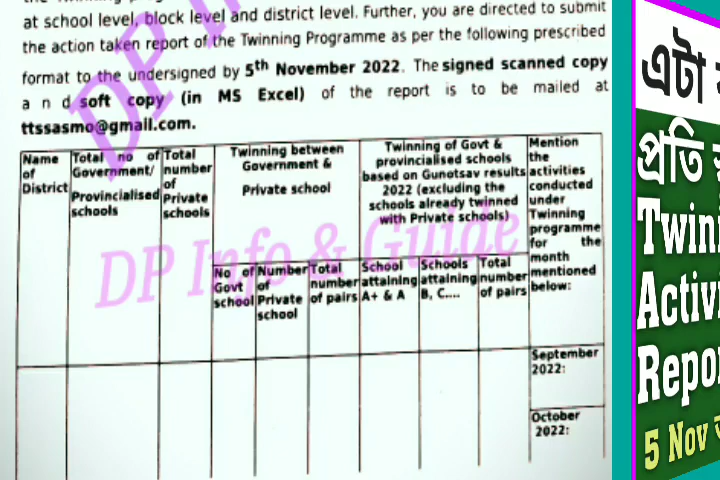 at school level, block level and district level. Further, you are directed to submit
the action taken report of the Twinning Programme as per the following prescribed
format to the undersigned by 5th November 2022. The signed scanned copy
a n d soft copy (in MS Excel) of the report is to be mailed at
ttssasmo@gmail.com.
Name of District
Total no of Government/ Provincialised schools
Total number of Private schools
Twinning between Government & Private school
Twinning of Govt & provincialised schools based on Gunotsav results 2022 (excluding the schools already twinned with Private schools)
Mention the activities conducted under Twinning programme for the month mentioned below:
No of Govt school
Number of Private school
Total number of pairs
School attaining A+ & A
Schools attaining B, C....
Total number of pairs
September 2022:
October 2022:
DP Info & Guide
DP
এটা
প্ৰতি
5 Nov